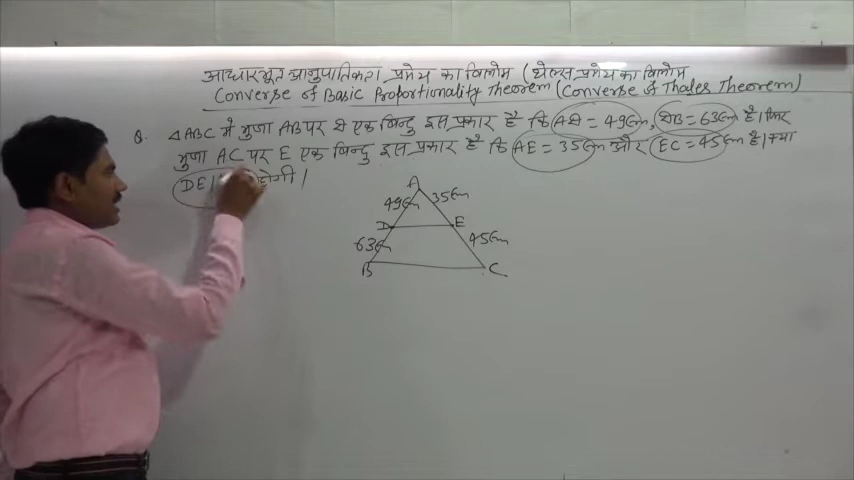 आधारभूत आनुपातिकता प्रमेय का विलोम (थेल्स प्रमेय का विलोम
Converse of Basic Proportionality Theorem (Converse of Thales Theorem)
Q. △ABC में भुजा AB पर D एक बिन्दु इस प्रकार है कि AD = 49cm, DB = 63cm है। फिर
भुजा AC पर E एक बिन्दु इस प्रकार है कि AE = 35cm और EC = 45cm है। क्या
DE|| होगी।
A
49cm 35cm
D E
63cm 45cm
B C